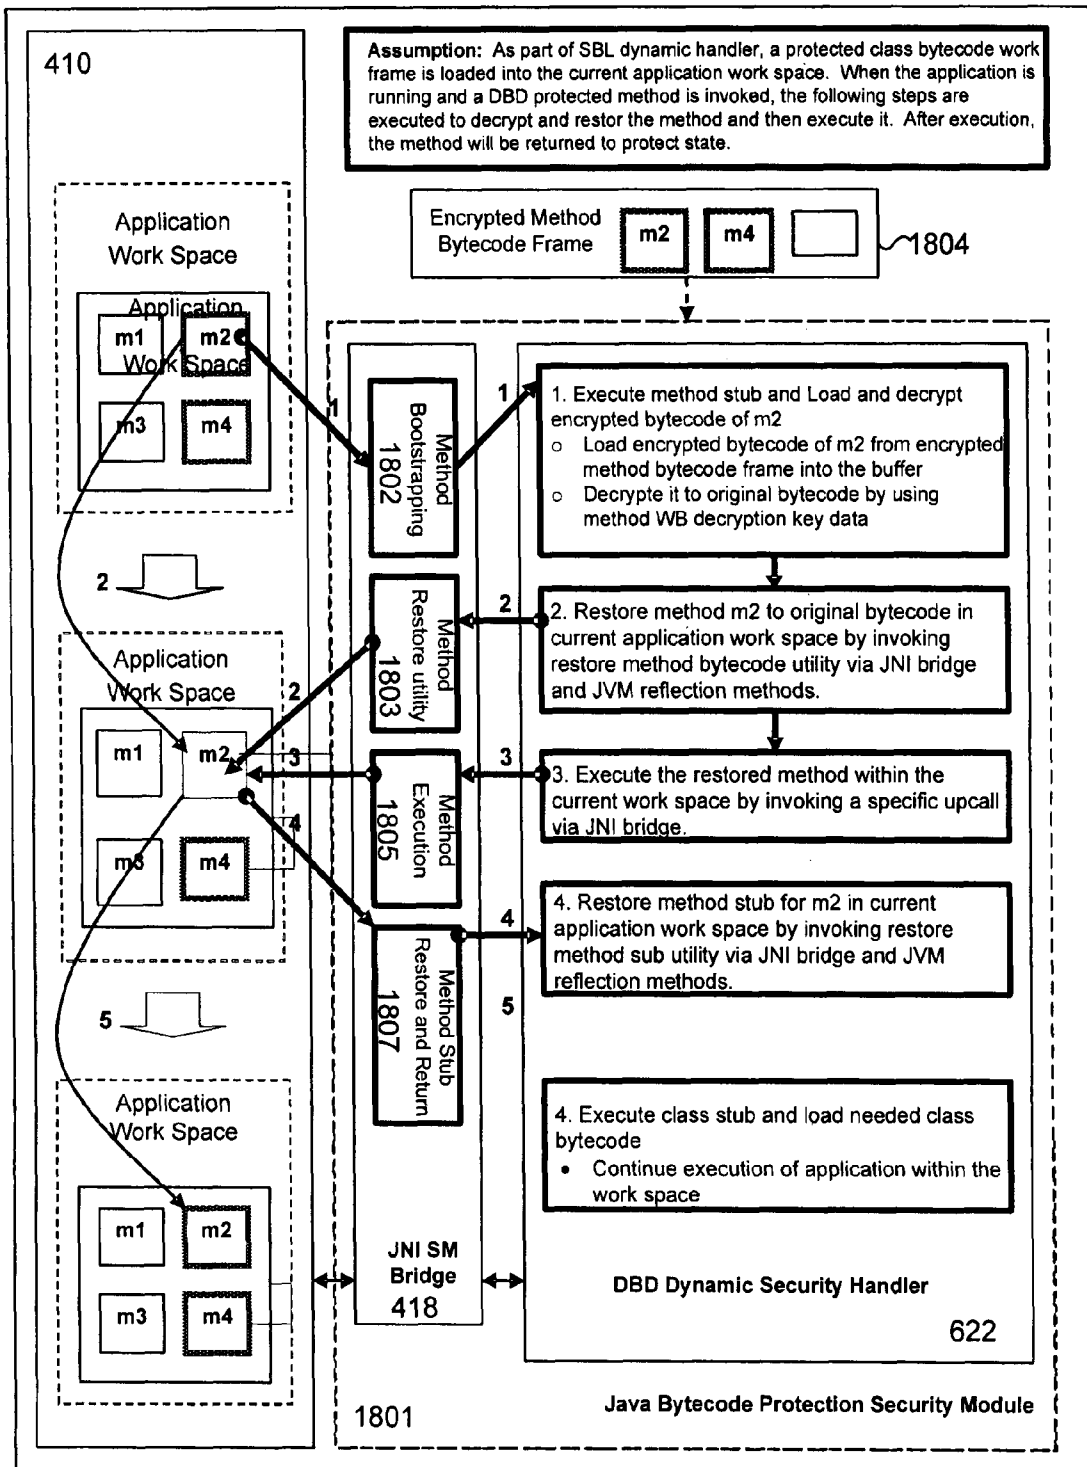 410
Assumption: As part of SBL dynamic handler, a protected class bytecode work
frame is loaded into the current application work space. When the application is
running and a DBD protected method is invoked, the following steps are
executed to decrypt and restor the method and then execute it. After execution,
the method will be returned to protect state.
Encrypted Method
Bytecode Frame
m2
m4
1804
Application
Work Space
Application
Work Space
m1
m2
m3
m4
1
Method
Bootstrapping
1802
1
1. Execute method stub and Load and decrypt
encrypted bytecode of m2
o Load encrypted bytecode of m2 from encrypted
method bytecode frame into the buffer
o Decrypte it to original bytecode by using
method WB decryption key data
2
Method
Restore utility
1803
2
2
2. Restore method m2 to original bytecode in
current application work space by invoking
restore method bytecode utility via JNI bridge
and JVM reflection methods.
Application
Work Space
m1
m2
m3
m4
3
Method
Execution
1805
3
3. Execute the restored method within the
current work space by invoking a specific upcall
via JNI bridge.
4
Method Stub
Restore and Return
1807
4
4. Restore method stub for m2 in current
application work space by invoking restore
method sub utility via JNI bridge and JVM
reflection methods.
5
5
Application
Work Space
m1
m2
m3
m4
4. Execute class stub and load needed class
bytecode
• Continue execution of application within the
work space
JNI SM
Bridge
418
DBD Dynamic Security Handler
622
1801
Java Bytecode Protection Security Module